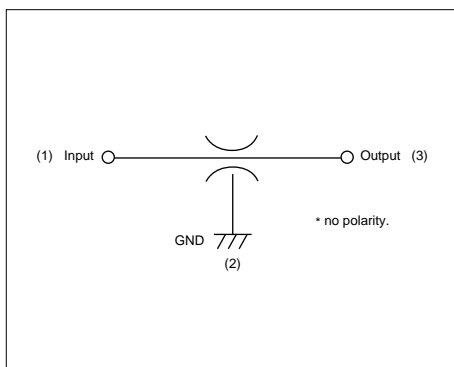 (1) Input Output (3)
* no polarity.
GND
(2)